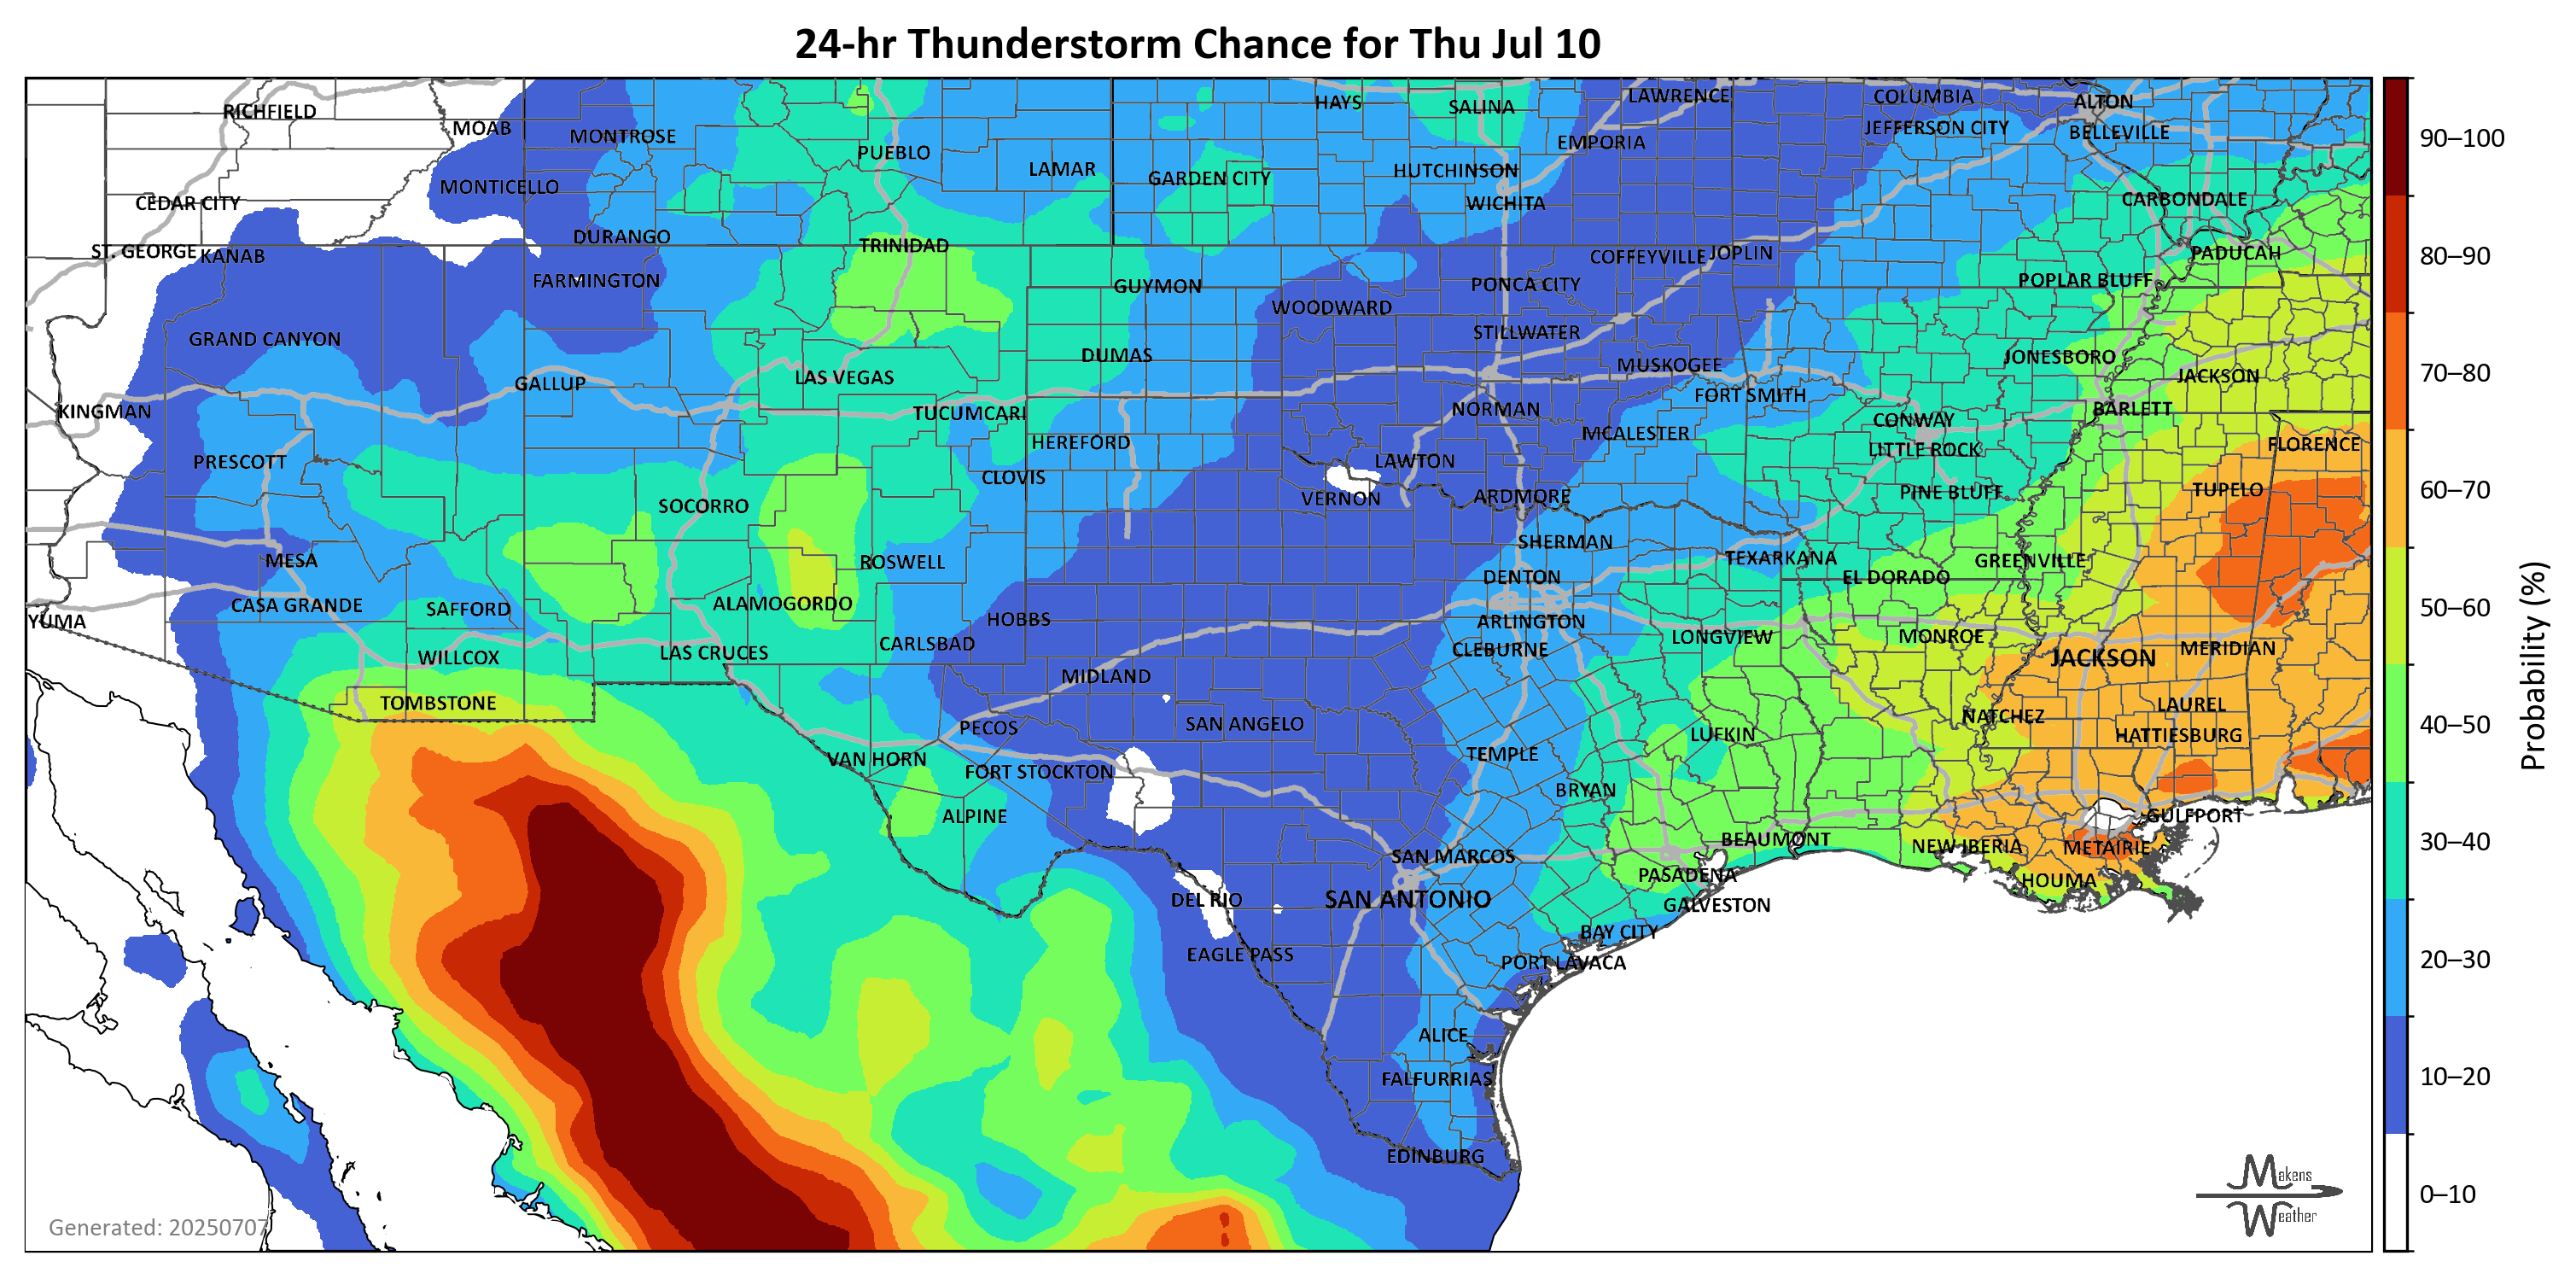 24-hr Thunderstorm Chance for Thu Jul 10
RICHFIELD
MOAB
MONTROSE
PUEBLO
LAMAR
HAYS
SALINA
LAWRENCE
COLUMBIA
ALTON
EMPORIA
JEFFERSON CITY
BELLEVILLE
MONTICELLO
GARDEN CITY
HUTCHINSON
CEDAR CITY
WICHITA
CARBONDALE
DURANGO
TRINIDAD
ST. GEORGE
KANAB
COFFEYVILLE
JOPLIN
PADUCAH
FARMINGTON
GUYMON
PONCA CITY
POPLAR BLUFF
WOODWARD
GRAND CANYON
STILLWATER
DUMAS
MUSKOGEE
JONESBORO
GALLUP
LAS VEGAS
JACKSON
FORT SMITH
KINGMAN
TUCUMCARI
NORMAN
BARLETT
CONWAY
HEREFORD
MCALESTER
LITTLE ROCK
FLORENCE
PRESCOTT
CLOVIS
LAWTON
TUPELO
SOCORRO
VERNON
ARDMORE
PINE BLUFF
MESA
ROSWELL
SHERMAN
TEXARKANA
GREENVILLE
DENTON
EL DORADO
CASA GRANDE
SAFFORD
ALAMOGORDO
YUMA
HOBBS
ARLINGTON
WILLCOX
LAS CRUCES
CARLSBAD
CLEBURNE
LONGVIEW
MONROE
JACKSON
MERIDIAN
MIDLAND
TOMBSTONE
PECOS
SAN ANGELO
NATCHEZ
LAUREL
LUFKIN
HATTIESBURG
VAN HORN
FORT STOCKTON
TEMPLE
BRYAN
ALPINE
GULFPORT
BEAUMONT
SAN MARCOS
NEW IBERIA
METAIRIE
PASADENA
HOUMA
DEL RIO
SAN ANTONIO
GALVESTON
BAY CITY
EAGLE PASS
PORT LAVACA
ALICE
FALFURRIAS
EDINBURG
Generated: 20250707
Makens
Weather
90–100
80–90
70–80
60–70
50–60
40–50
30–40
20–30
10–20
0–10
Probability (%)